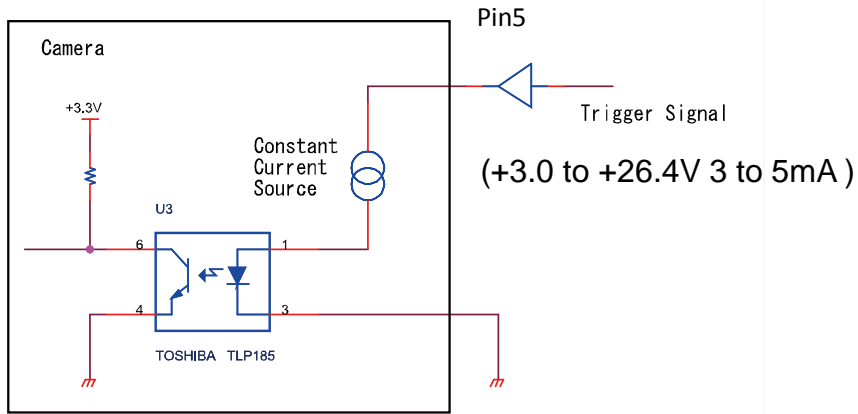 Pin5
Camera
+3.3V
Trigger Signal
Constant
Current
Source
(+3.0 to +26.4V 3 to 5mA )
U3
6
1
4
3
TOSHIBA TLP185